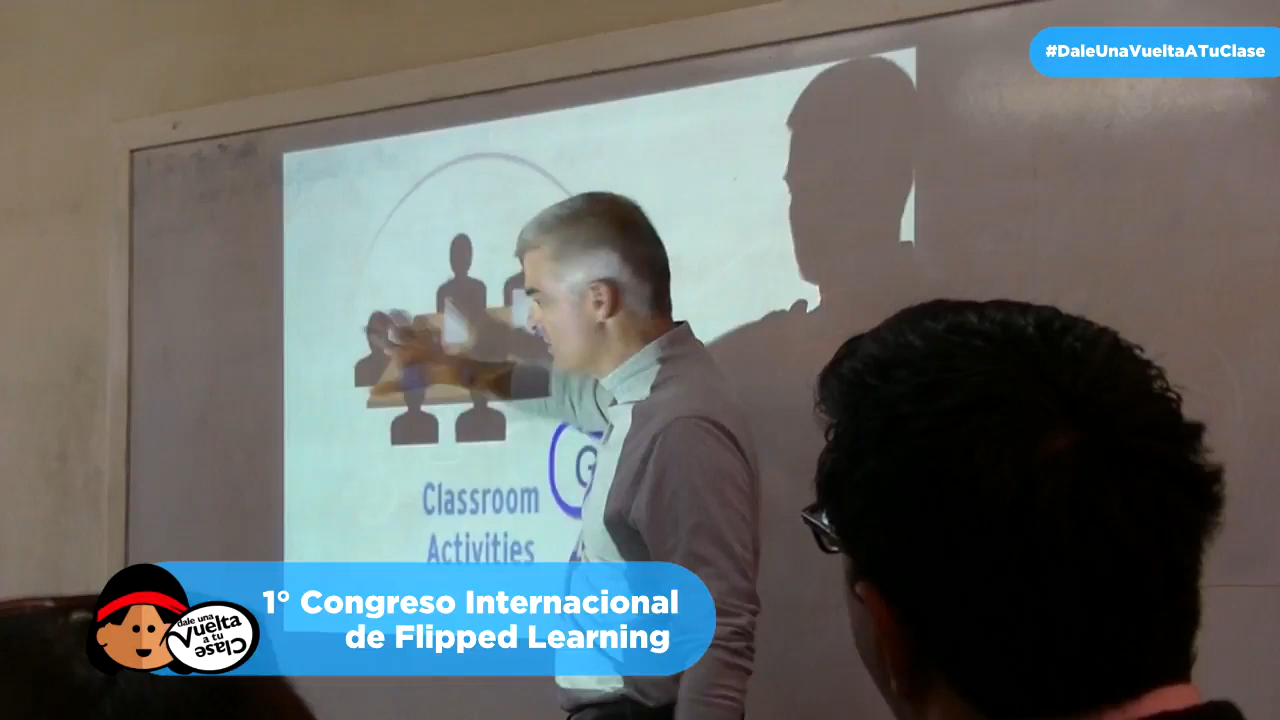 #DaleUnaVueltaATuClase
G
Classroom
Activities
1° Congreso Internacional
de Flipped Learning
dale una
vuelta
a tu
clase